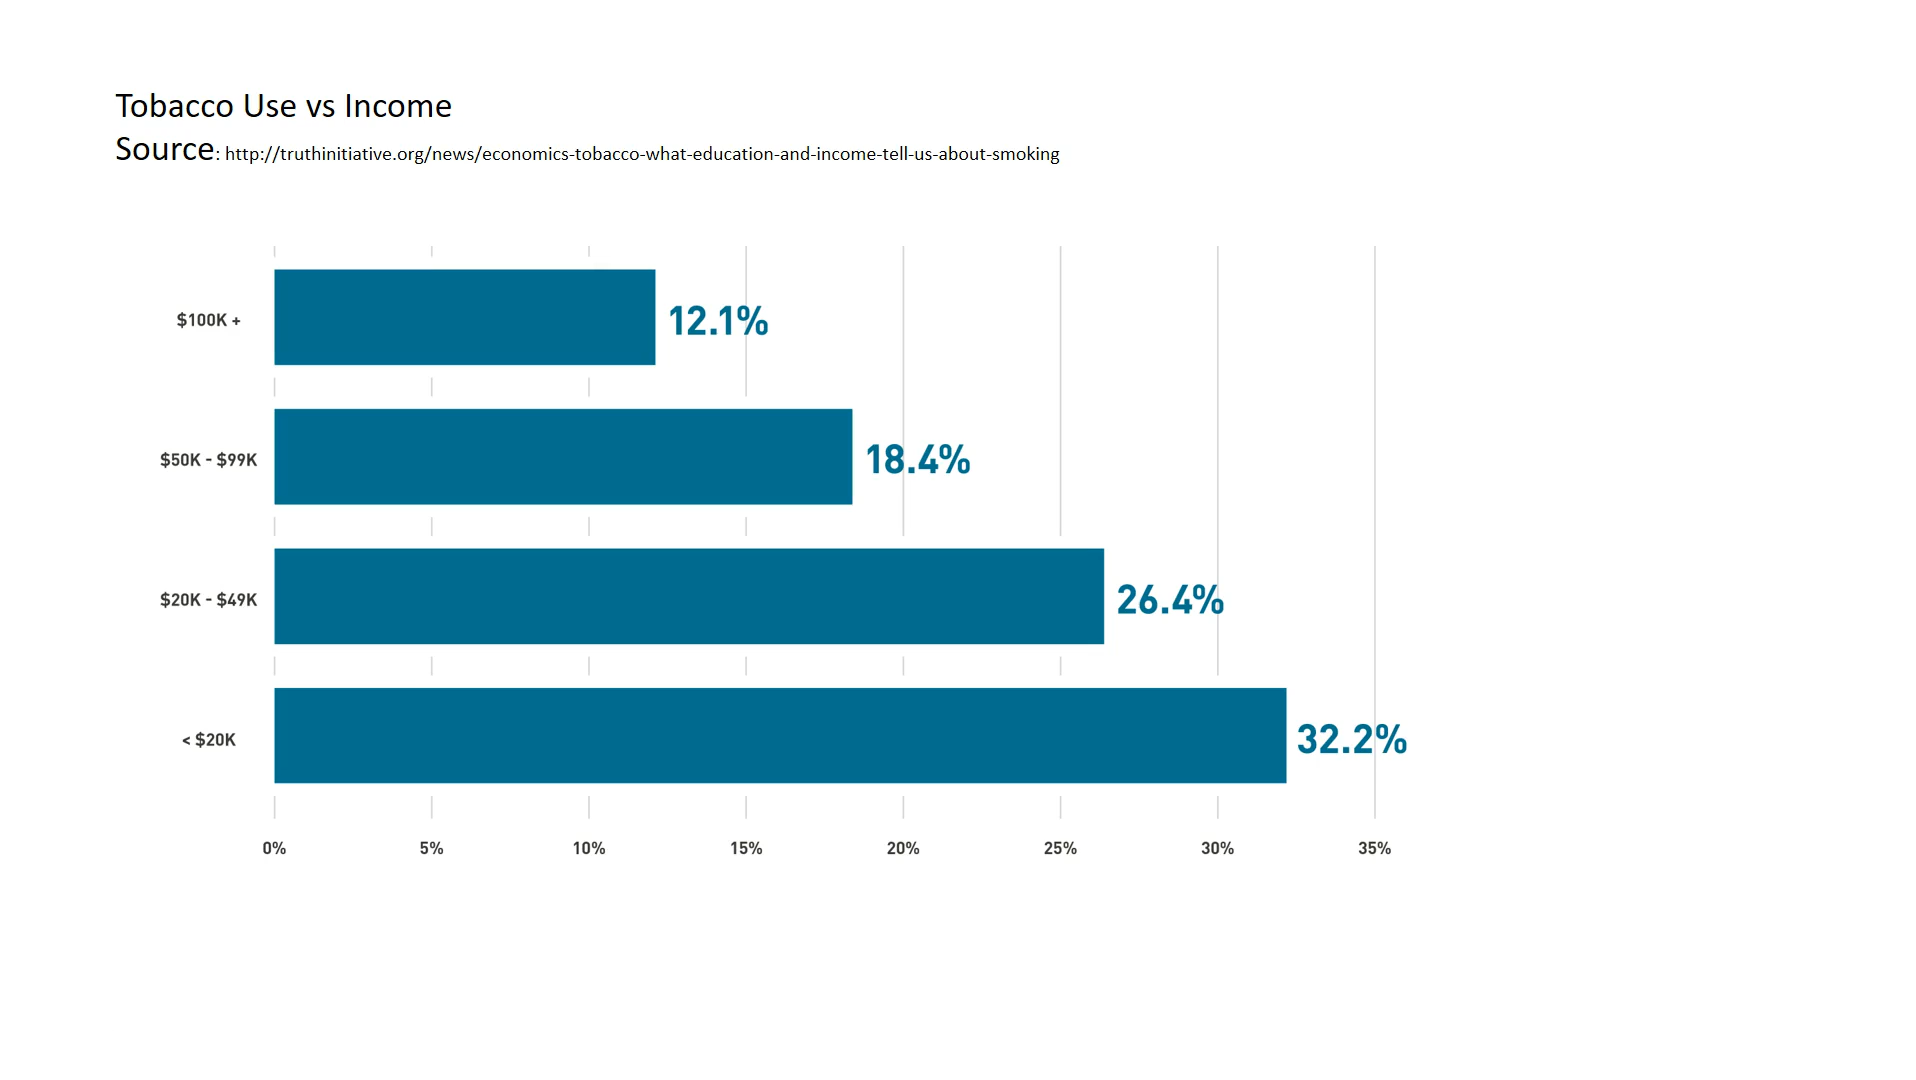 Tobacco Use vs Income
Source: http://truthinitiative.org/news/economics-tobacco-what-education-and-income-tell-us-about-smoking
$100K +
12.1%
$50K - $99K
18.4%
$20K - $49K
26.4%
< $20K
32.2%
0% 5% 10% 15% 20% 25% 30% 35%